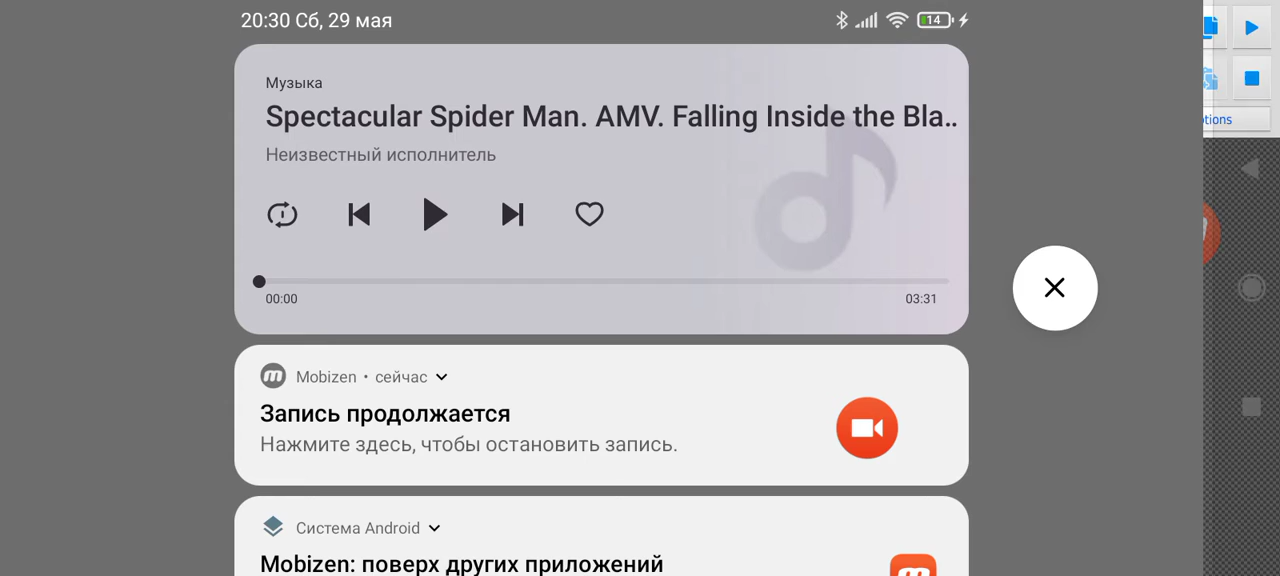 20:30 Сб, 29 мая
14
Музыка
Spectacular Spider Man. AMV. Falling Inside the Bla..
Неизвестный исполнитель
00:00
03:31
Mobizen • сейчас
Запись продолжается
Нажмите здесь, чтобы остановить запись.
Система Android
Mobizen: поверх других приложений